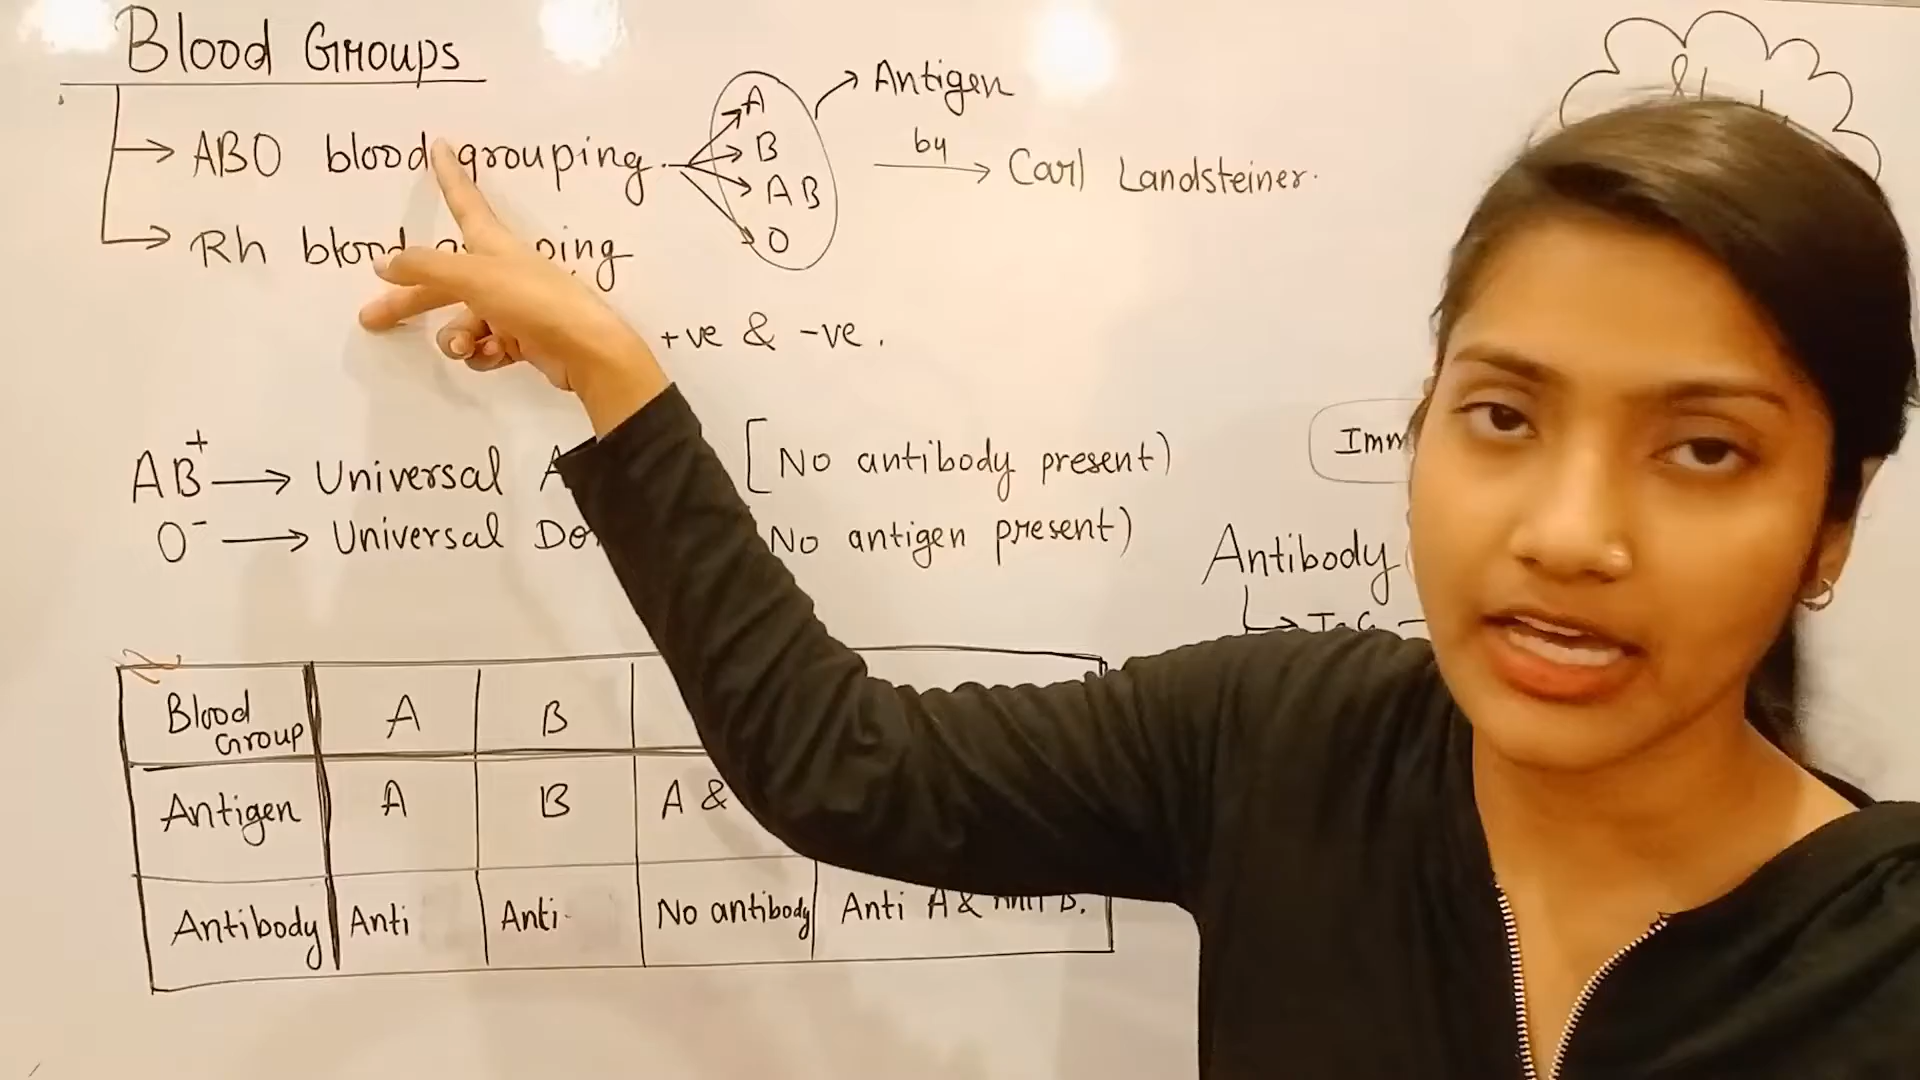 Blood Groups
ABO blood grouping
A
B
AB
O
Antigen
by
Carl Landsteiner.
Rh blood
+ve & -ve.
AB+ → Universal [No antibody present)
O- → Universal No antigen present)
Antibody
Blood Group A B
Antigen A B A &
Antibody Anti Anti- No antibody Anti A & Anti B.